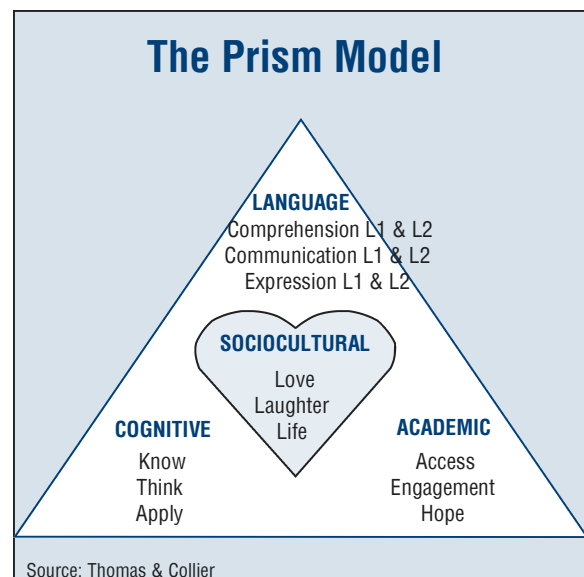 The Prism Model
LANGUAGE
Comprehension L1 & L2
Communication L1 & L2
Expression L1 & L2
SOCIOCULTURAL
Love
Laughter
Life
COGNITIVE
Know
Think
Apply
ACADEMIC
Access
Engagement
Hope
Source: Thomas & Collier